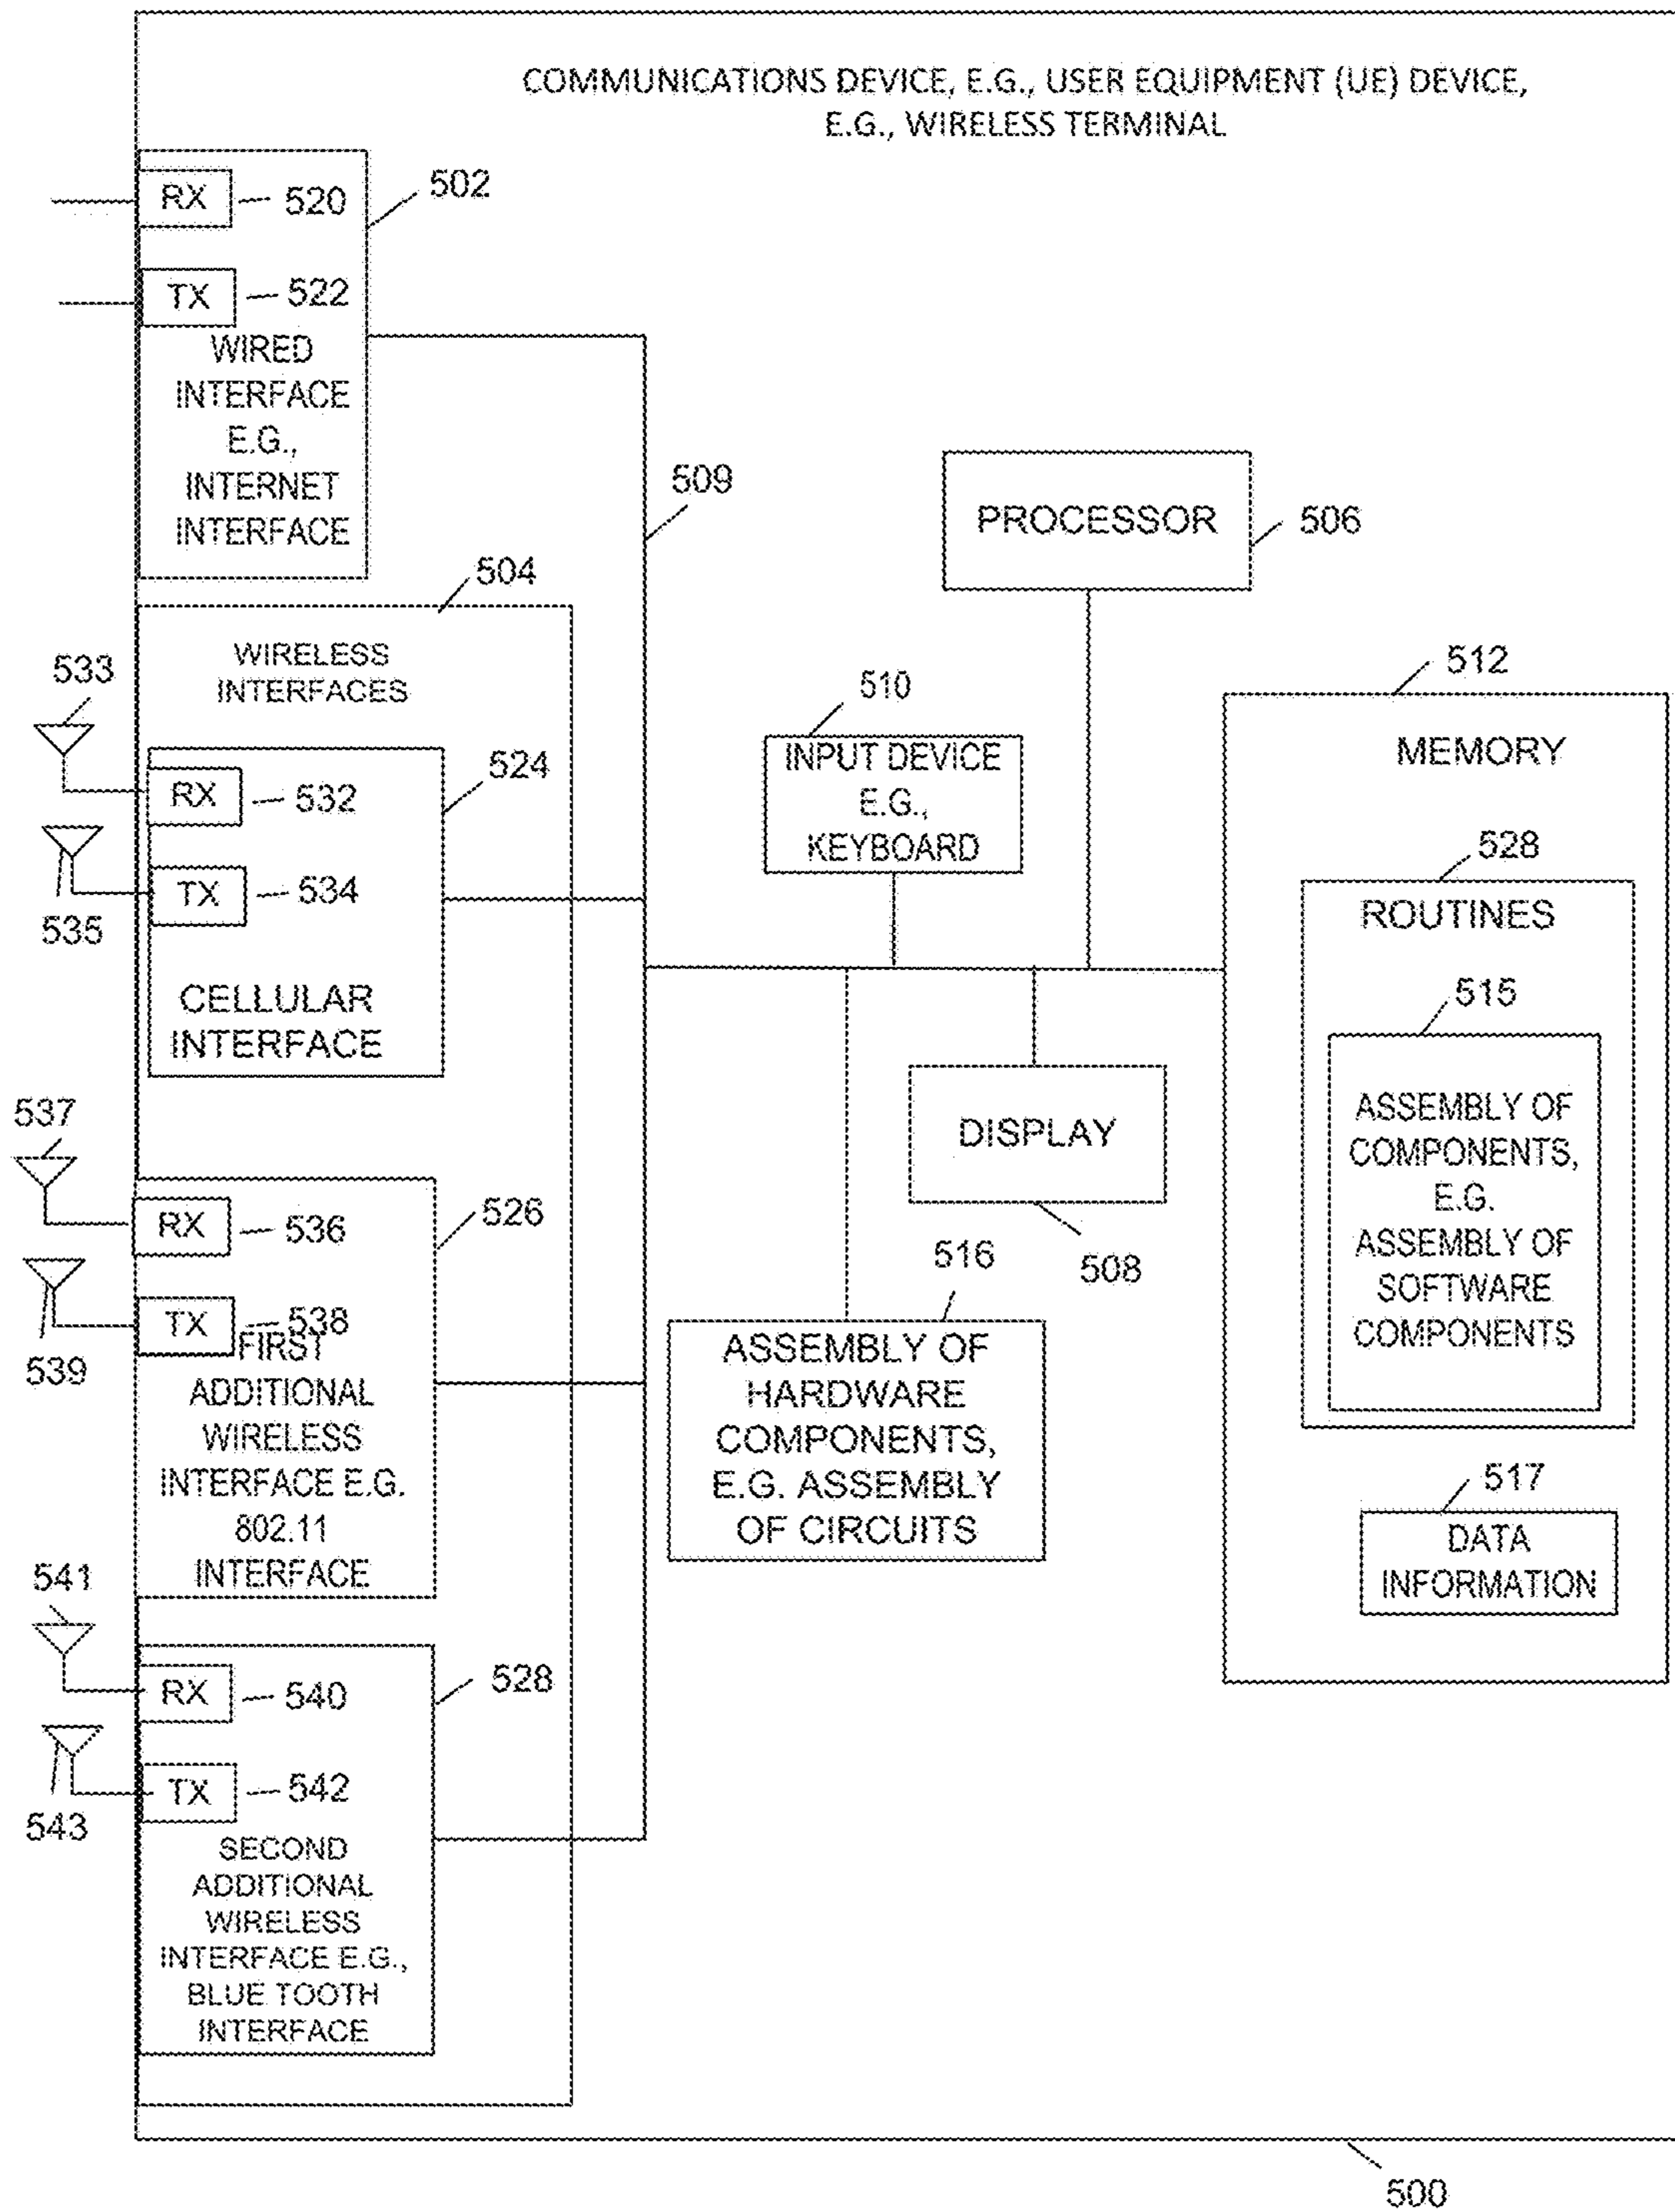 COMMUNICATIONS DEVICE, E.G., USER EQUIPMENT (UE) DEVICE,
E.G., WIRELESS TERMINAL
RX
520
502
TX
522
WIRED
INTERFACE
E.G.,
INTERNET
INTERFACE
509
PROCESSOR
506
504
WIRELESS
INTERFACES
533
RX
532
524
535
TX
534
CELLULAR
INTERFACE
510
INPUT DEVICE
E.G.,
KEYBOARD
512
MEMORY
528
ROUTINES
515
ASSEMBLY OF
COMPONENTS,
E.G.
ASSEMBLY OF
SOFTWARE
COMPONENTS
517
DATA
INFORMATION
DISPLAY
508
516
ASSEMBLY OF
HARDWARE
COMPONENTS,
E.G. ASSEMBLY
OF CIRCUITS
537
RX
536
526
539
TX
538
FIRST
ADDITIONAL
WIRELESS
INTERFACE E.G.
802.11
INTERFACE
541
RX
540
528
543
TX
542
SECOND
ADDITIONAL
WIRELESS
INTERFACE E.G.,
BLUE TOOTH
INTERFACE
500